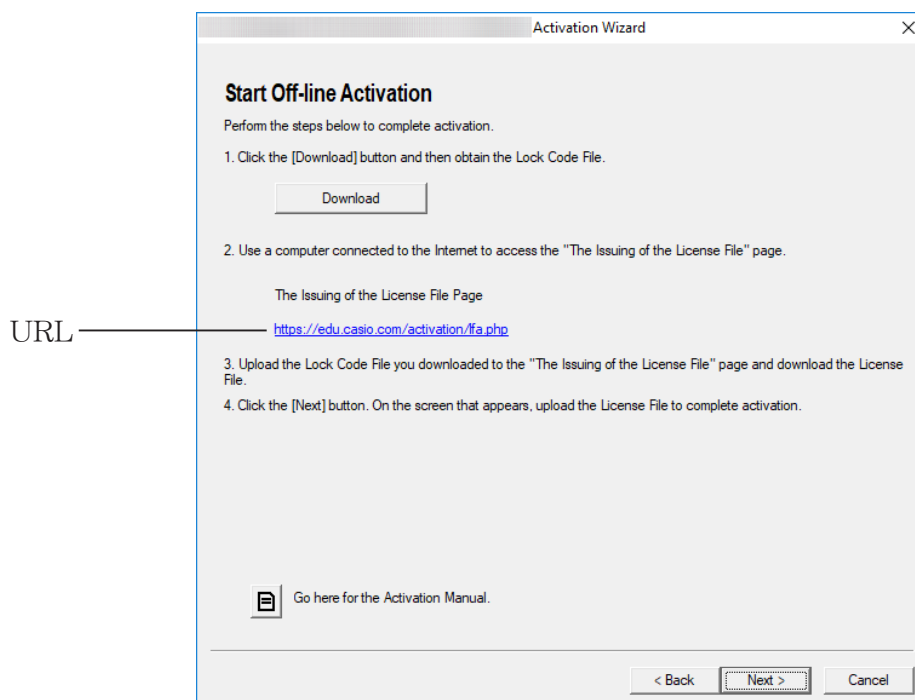 Activation Wizard
Start Off-line Activation
Perform the steps below to complete activation.
1. Click the [Download] button and then obtain the Lock Code File.
Download
2. Use a computer connected to the Internet to access the "The Issuing of the License File" page.
The Issuing of the License File Page
URL
https://edu.casio.com/activation/lfa.php
3. Upload the Lock Code File you downloaded to the "The Issuing of the License File" page and download the License
File.
4. Click the [Next] button. On the screen that appears, upload the License File to complete activation.
Go here for the Activation Manual.
< Back
Next >
Cancel